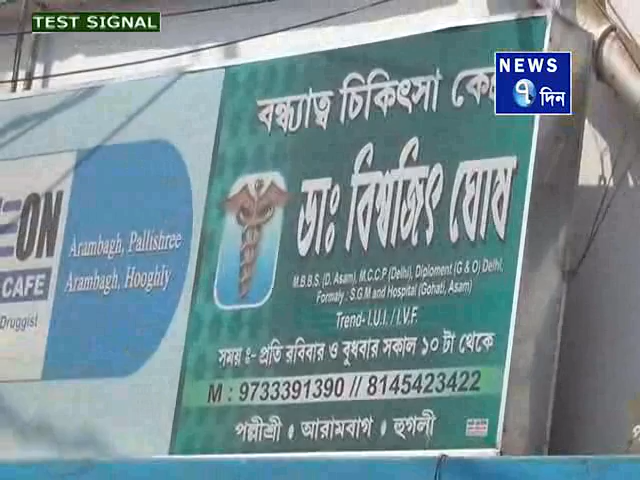 TEST SIGNAL
NEWS
৭ দিন
বন্ধ্যাত্ব চিকিৎসা
ডাঃ বিশ্বজিৎ ঘোষ
M.B.B.S. (D. Asam), M.C.C.P (Delhi), Diploment (G & O) Delhi,
Formaly : S.G.M and Hospital (Gohati, Asam)
Trend- I.U.I. / I.V.F.
সময় ঃ- প্রতি রবিবার ও বুধবার সকাল ১০ টা থেকে
M : 9733391390 // 8145423422
পল্লীশ্রী • আরামবাগ • হুগলী
ON
CAFE
Druggist
Arambagh, Pallishree
Arambagh, Hooghly